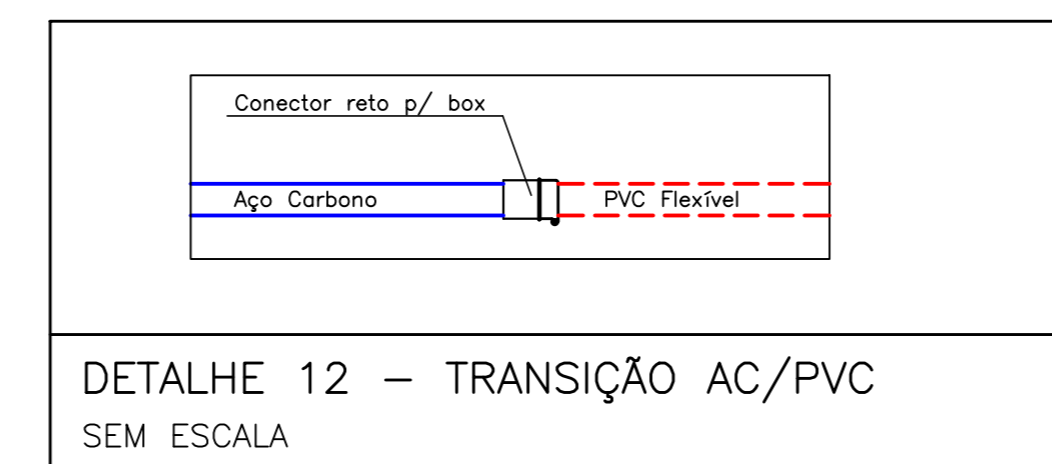 Conector reto p/ box
Aço Carbono
PVC Flexível
DETALHE 12 – TRANSIÇÃO AC/PVC
SEM ESCALA